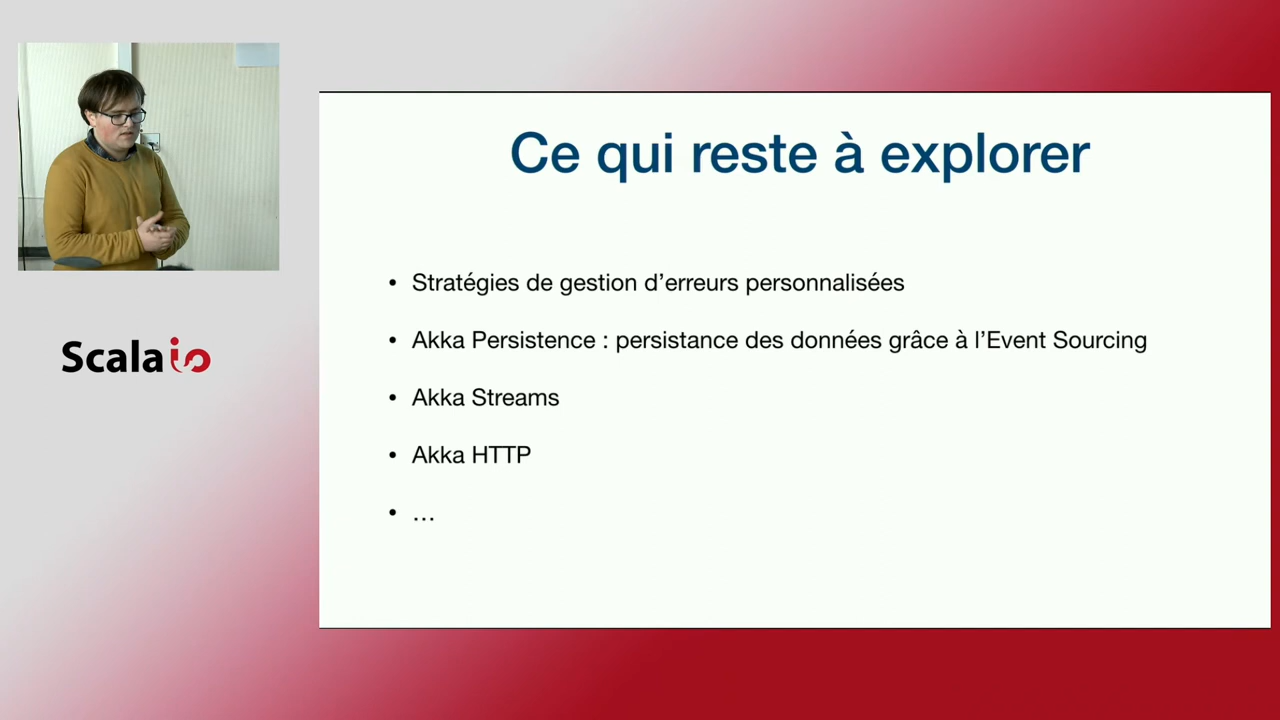 Ce qui reste à explorer
• Stratégies de gestion d’erreurs personnalisées
• Akka Persistence : persistance des données grâce à l’Event Sourcing
• Akka Streams
• Akka HTTP
• …
Scala io